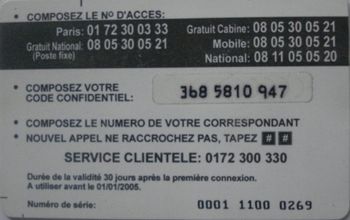 • COMPOSEZ LE No D'ACCES:
Paris: 01 72 30 03 33
Gratuit National: 08 05 30 05 21
(Poste fixe)
Gratuit Cabine: 08 05 30 05 21
Mobile: 08 05 30 05 21
National: 08 11 05 05 20
• COMPOSEZ VOTRE
CODE CONFIDENTIEL:
368 5810 947
• COMPOSEZ LE NUMERO DE VOTRE CORRESPONDANT
• NOUVEL APPEL NE RACCROCHEZ PAS, TAPEZ # #
SERVICE CLIENTELE: 0172 300 330
Durée de la validité 30 jours après la première connexion.
A utiliser avant le 01/01/2005.
Numéro de série: 0001 1100 0269